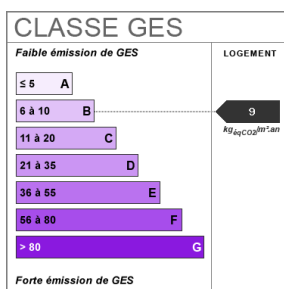 CLASSE GES
Faible émission de GES
LOGEMENT
≤ 5 A
6 à 10 B
9
kgéqCO2/m².an
11 à 20 C
21 à 35 D
36 à 55 E
56 à 80 F
> 80 G
Forte émission de GES